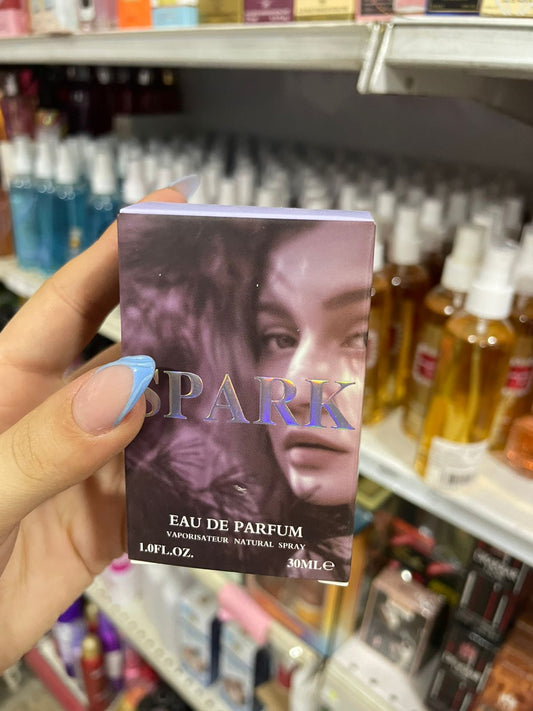 SPARK
EAU DE PARFUM
VAPORISATEUR NATURAL SPRAY
1.0FL.OZ.
30ML℮